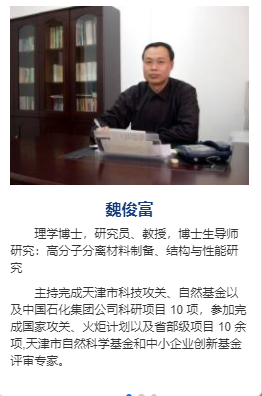 魏俊富
理学博士，研究员、教授，博士生导师
研究：高分子分离材料制备、结构与性能研
究
主持完成天津市科技攻关、自然基金以
及中国石化集团公司科研项目 10 项，参加完
成国家攻关、火炬计划以及省部级项目 10 余
项,天津市自然科学基金和中小企业创新基金
评审专家。